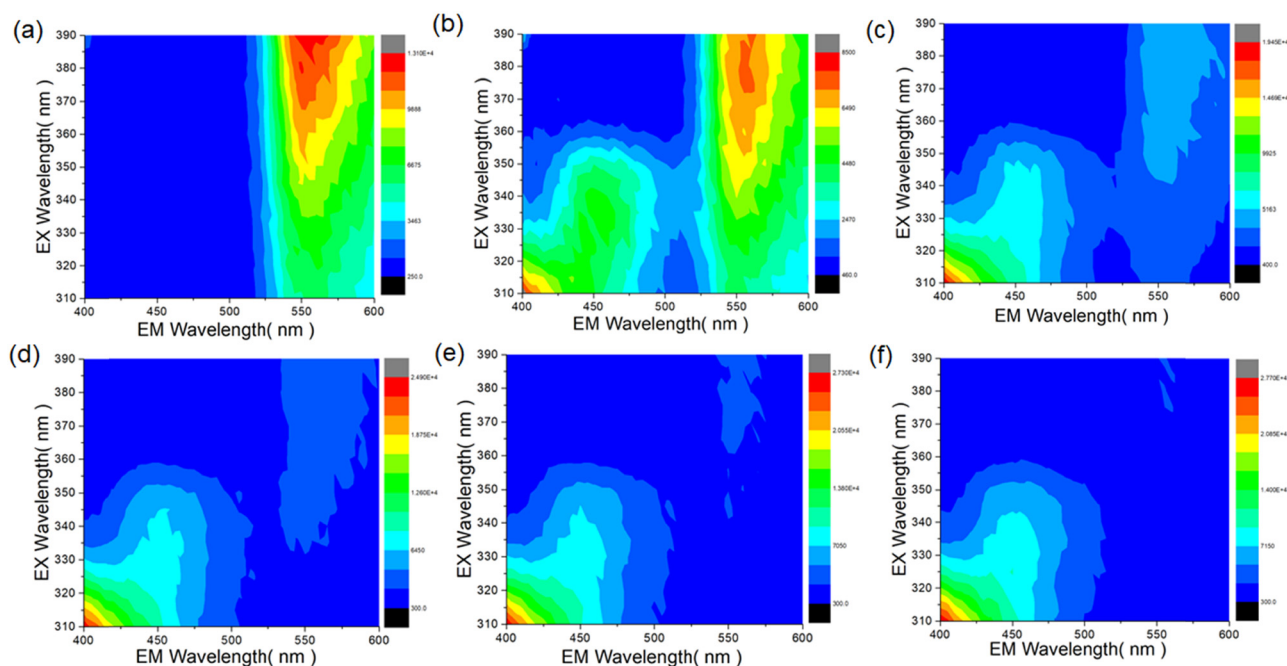 (a)
390
380
370
360
350
340
330
320
310
EX Wavelength( nm )
400 450 500 550 600
EM Wavelength( nm )
1.310E+4
9888
6675
3463
250.0
(b)
390
380
370
360
350
340
330
320
310
EX Wavelength( nm )
400 450 500 550 600
EM Wavelength( nm )
8500
6490
4480
2470
460.0
(c)
390
380
370
360
350
340
330
320
310
EX Wavelength( nm )
400 450 500 550 600
EM Wavelength( nm )
1.945E+4
1.469E+4
9925
5163
400.0
(d)
390
380
370
360
350
340
330
320
310
EX Wavelength( nm )
400 450 500 550 600
EM Wavelength( nm )
2.490E+4
1.875E+4
1.260E+4
6450
300.0
(e)
390
380
370
360
350
340
330
320
310
EX Wavelength( nm )
400 450 500 550 600
EM Wavelength( nm )
2.730E+4
2.055E+4
1.380E+4
7050
300.0
(f)
390
380
370
360
350
340
330
320
310
EX Wavelength( nm )
400 450 500 550 600
EM Wavelength( nm )
2.770E+4
2.085E+4
1.400E+4
7150
300.0